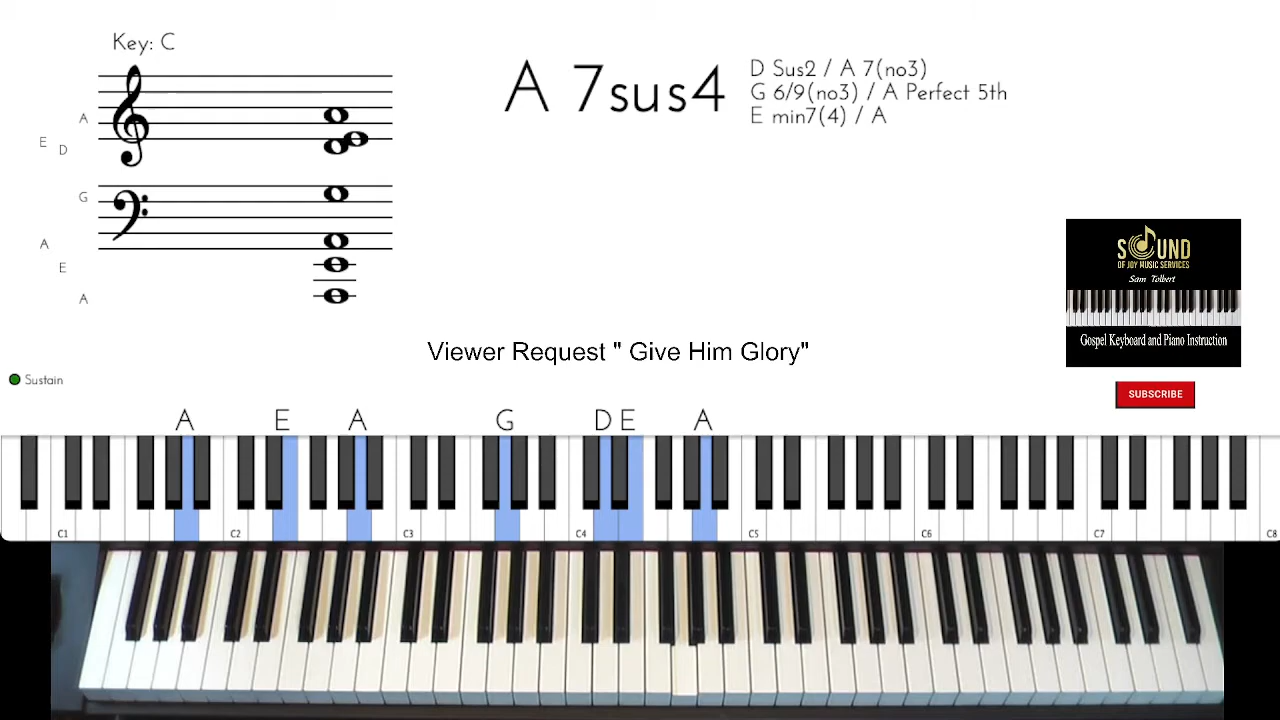 Key: C
A 7sus4
D Sus2 / A 7(no3)
G 6/9(no3) / A Perfect 5th
E min7(4) / A
A
E
D
G
A
E
A
SOUND
OF JOY MUSIC SERVICES
Sam Tolbert
Gospel Keyboard and Piano Instruction
Viewer Request " Give Him Glory"
Sustain
SUBSCRIBE
A E A G D E A
C1 C2 C3 C4 C5 C6 C7 C8